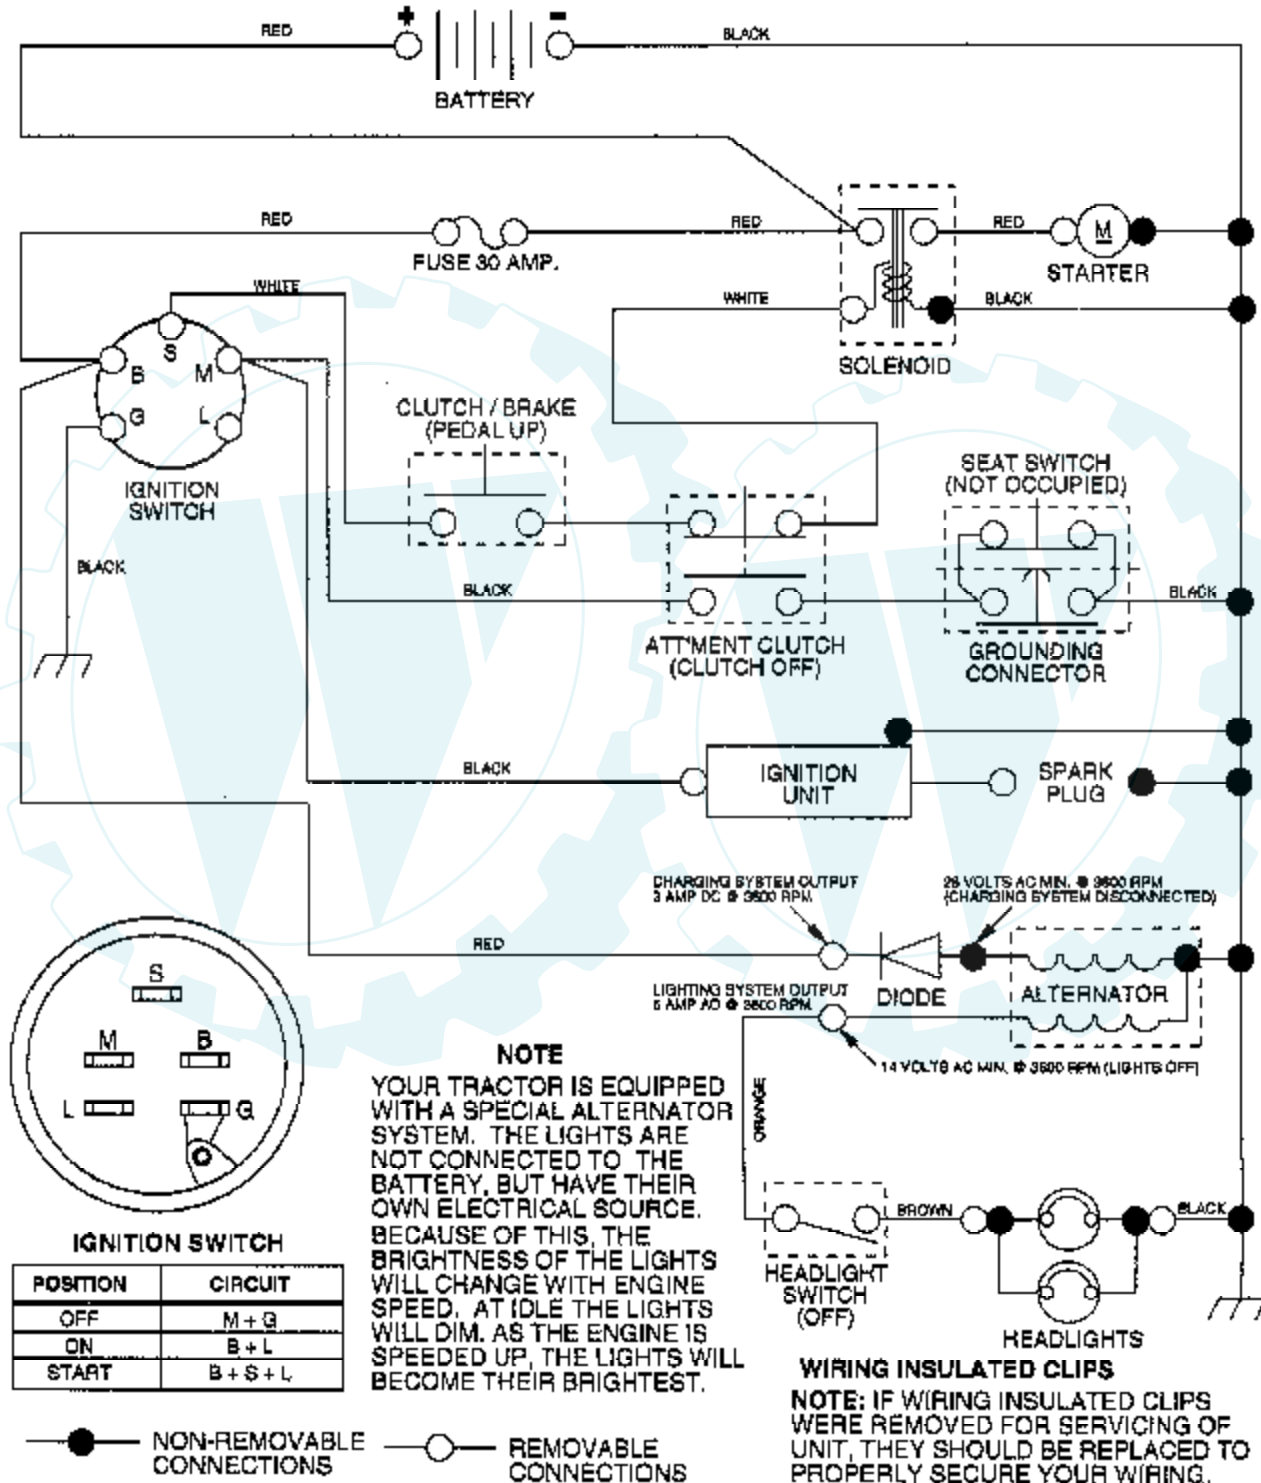 RED
+
-
BLACK
BATTERY
RED
RED
RED
M
FUSE 30 AMP.
STARTER
WHITE
WHITE
BLACK
S
B
M
G
L
SOLENOID
CLUTCH / BRAKE
(PEDAL UP)
SEAT SWITCH
(NOT OCCUPIED)
IGNITION
SWITCH
BLACK
BLACK
BLACK
ATT'MENT CLUTCH
(CLUTCH OFF)
GROUNDING
CONNECTOR
BLACK
IGNITION
UNIT
SPARK
PLUG
CHARGING SYSTEM OUTPUT
3 AMP DC @ 3600 RPM
28 VOLTS AC MIN. @ 3600 RPM
(CHARGING SYSTEM DISCONNECTED)
RED
DIODE
ALTERNATOR
LIGHTING SYSTEM OUTPUT
5 AMP AC @ 3600 RPM
14 VOLTS AC MIN. @ 3600 RPM (LIGHTS OFF)
ORANGE
S
M
B
L
G
NOTE
YOUR TRACTOR IS EQUIPPED
WITH A SPECIAL ALTERNATOR
SYSTEM. THE LIGHTS ARE
NOT CONNECTED TO THE
BATTERY, BUT HAVE THEIR
OWN ELECTRICAL SOURCE.
BECAUSE OF THIS, THE
BRIGHTNESS OF THE LIGHTS
WILL CHANGE WITH ENGINE
SPEED. AT IDLE THE LIGHTS
WILL DIM. AS THE ENGINE IS
SPEEDED UP, THE LIGHTS WILL
BECOME THEIR BRIGHTEST.
BROWN
BLACK
HEADLIGHT
SWITCH
(OFF)
HEADLIGHTS
IGNITION SWITCH
POSITION CIRCUIT
OFF M + G
ON B + L
START B + S + L
WIRING INSULATED CLIPS
NOTE: IF WIRING INSULATED CLIPS
WERE REMOVED FOR SERVICING OF
UNIT, THEY SHOULD BE REPLACED TO
PROPERLY SECURE YOUR WIRING.
NON-REMOVABLE
CONNECTIONS
REMOVABLE
CONNECTIONS